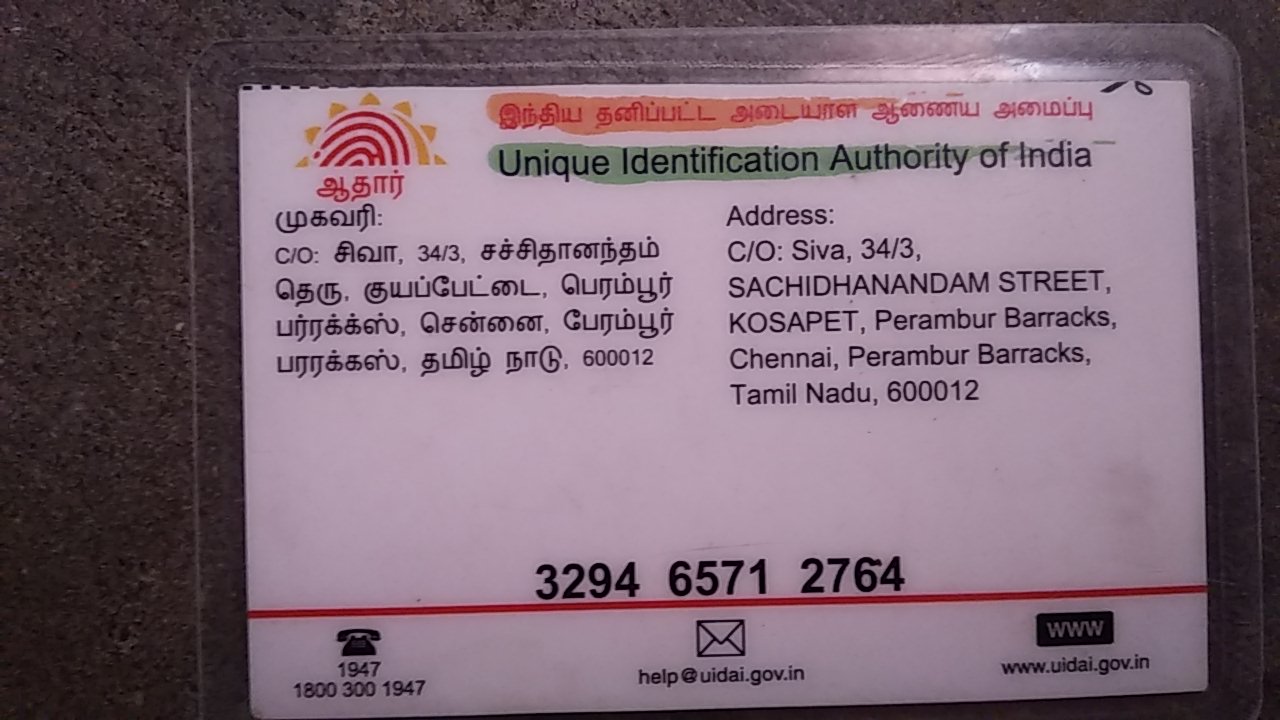 இந்திய தனிப்பட்ட அடையாள ஆணைய அமைப்பு
Unique Identification Authority of India
ஆதார்
முகவரி:
C/O: சிவா, 34/3, சச்சிதானந்தம்
தெரு, குயப்பேட்டை, பெரம்பூர்
பர்ரக்க்ஸ், சென்னை, பேரம்பூர்
பரரக்கஸ், தமிழ் நாடு, 600012
Address:
C/O: Siva, 34/3,
SACHIDHANANDAM STREET,
KOSAPET, Perambur Barracks,
Chennai, Perambur Barracks,
Tamil Nadu, 600012
3294 6571 2764
1947
1800 300 1947
help@uidai.gov.in
WWW
www.uidai.gov.in